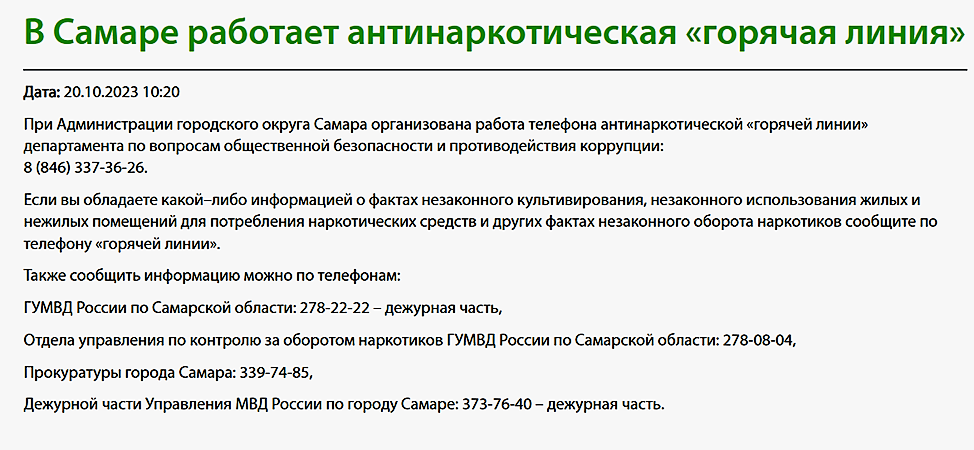 В Самаре работает антинаркотическая «горячая линия»
Дата: 20.10.2023 10:20
При Администрации городского округа Самара организована работа телефона антинаркотической «горячей линии»
департамента по вопросам общественной безопасности и противодействия коррупции:
8 (846) 337-36-26.
Если вы обладаете какой–либо информацией о фактах незаконного культивирования, незаконного использования жилых и
нежилых помещений для потребления наркотических средств и других фактах незаконного оборота наркотиков сообщите по
телефону «горячей линии».
Также сообщить информацию можно по телефонам:
ГУМВД России по Самарской области: 278-22-22 – дежурная часть,
Отдела управления по контролю за оборотом наркотиков ГУМВД России по Самарской области: 278-08-04,
Прокуратуры города Самара: 339-74-85,
Дежурной части Управления МВД России по городу Самаре: 373-76-40 – дежурная часть.